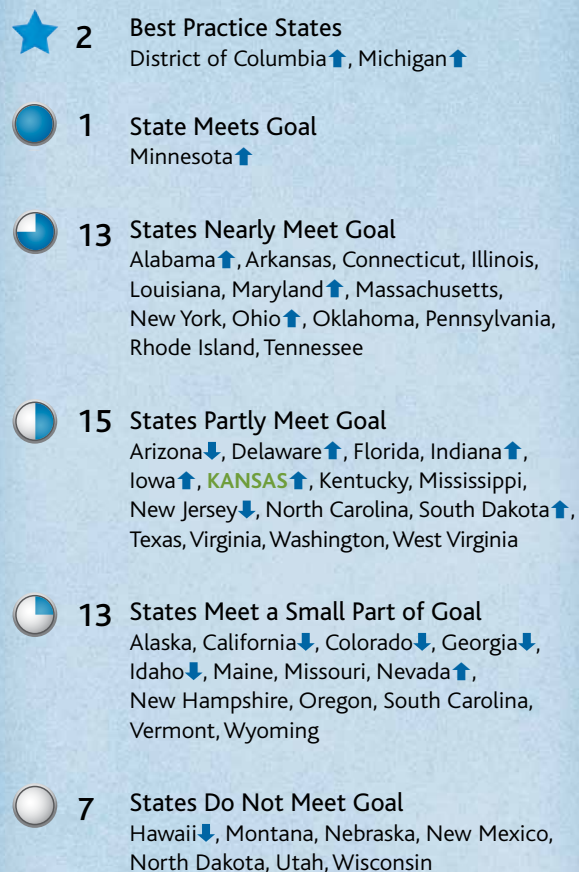 2 Best Practice States
District of Columbia⬆, Michigan⬆
1 State Meets Goal
Minnesota⬆
13 States Nearly Meet Goal
Alabama⬆, Arkansas, Connecticut, Illinois,
Louisiana, Maryland⬆, Massachusetts,
New York, Ohio⬆, Oklahoma, Pennsylvania,
Rhode Island, Tennessee
15 States Partly Meet Goal
Arizona⬇, Delaware⬆, Florida, Indiana⬆,
Iowa⬆, KANSAS⬆, Kentucky, Mississippi,
New Jersey⬇, North Carolina, South Dakota⬆,
Texas, Virginia, Washington, West Virginia
13 States Meet a Small Part of Goal
Alaska, California⬇, Colorado⬇, Georgia⬇,
Idaho⬇, Maine, Missouri, Nevada⬆,
New Hampshire, Oregon, South Carolina,
Vermont, Wyoming
7 States Do Not Meet Goal
Hawaii⬇, Montana, Nebraska, New Mexico,
North Dakota, Utah, Wisconsin